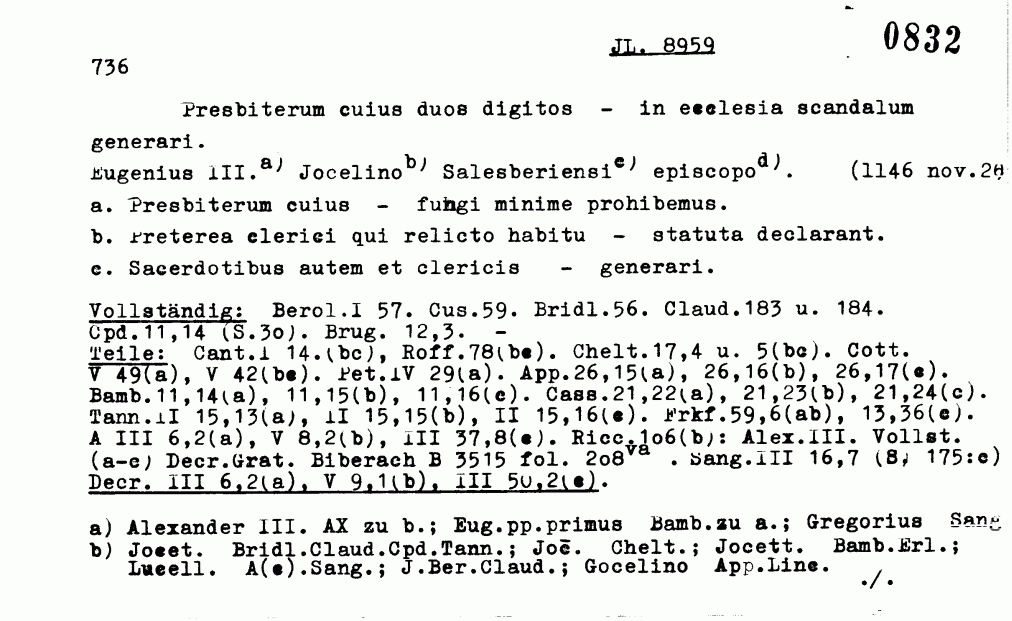 JL. 8959 0832
736
Presbiterum cuius duos digitos - in ecclesia scandalum
generari.
Eugenius III.a) Jocelino b) Salesberiensi c) episcopo d). (1146 nov.20
a. Presbiterum cuius - fungi minime prohibemus.
b. Preterea clerici qui relicto habitu - statuta declarant.
c. Sacerdotibus autem et clericis - generari.
Vollständig: Berol.I 57. Cus.59. Bridl.56. Claud.183 u. 184.
Cpd.11,14 (S.3o). Brug. 12,3. -
Teile: Cant.I 14.(bc), Roff.78(bc). Chelt.17,4 u. 5(bc). Cott.
V 49(a), V 42(bc). Pet.IV 29(a). App.26,15(a), 26,16(b), 26,17(c).
Bamb.11,14(a), 11,15(b), 11,16(c). Cass.21,22(a), 21,23(b), 21,24(c).
Tann.II 15,13(a), II 15,15(b), II 15,16(c). Frkf.59,6(ab), 13,36(c).
A III 6,2(a), V 8,2(b), III 37,8(c). Ricc.1o6(b): Alex.III. Vollst.
(a-c) Decr.Grat. Biberach B 3515 fol. 2o8va. Sang.III 16,7 (8, 175:c)
Decr. III 6,2(a), V 9,1(b), III 50,2(c).
a) Alexander III. AX zu b.; Eug.pp.primus Bamb.zu a.; Gregorius Sang
b) Jocet. Bridl.Claud.Cpd.Tann.; Joc̄. Chelt.; Jocett. Bamb.Erl.;
Lucell. A(c).Sang.; J.Ber.Claud.; Gocelino App.Linc.
./.